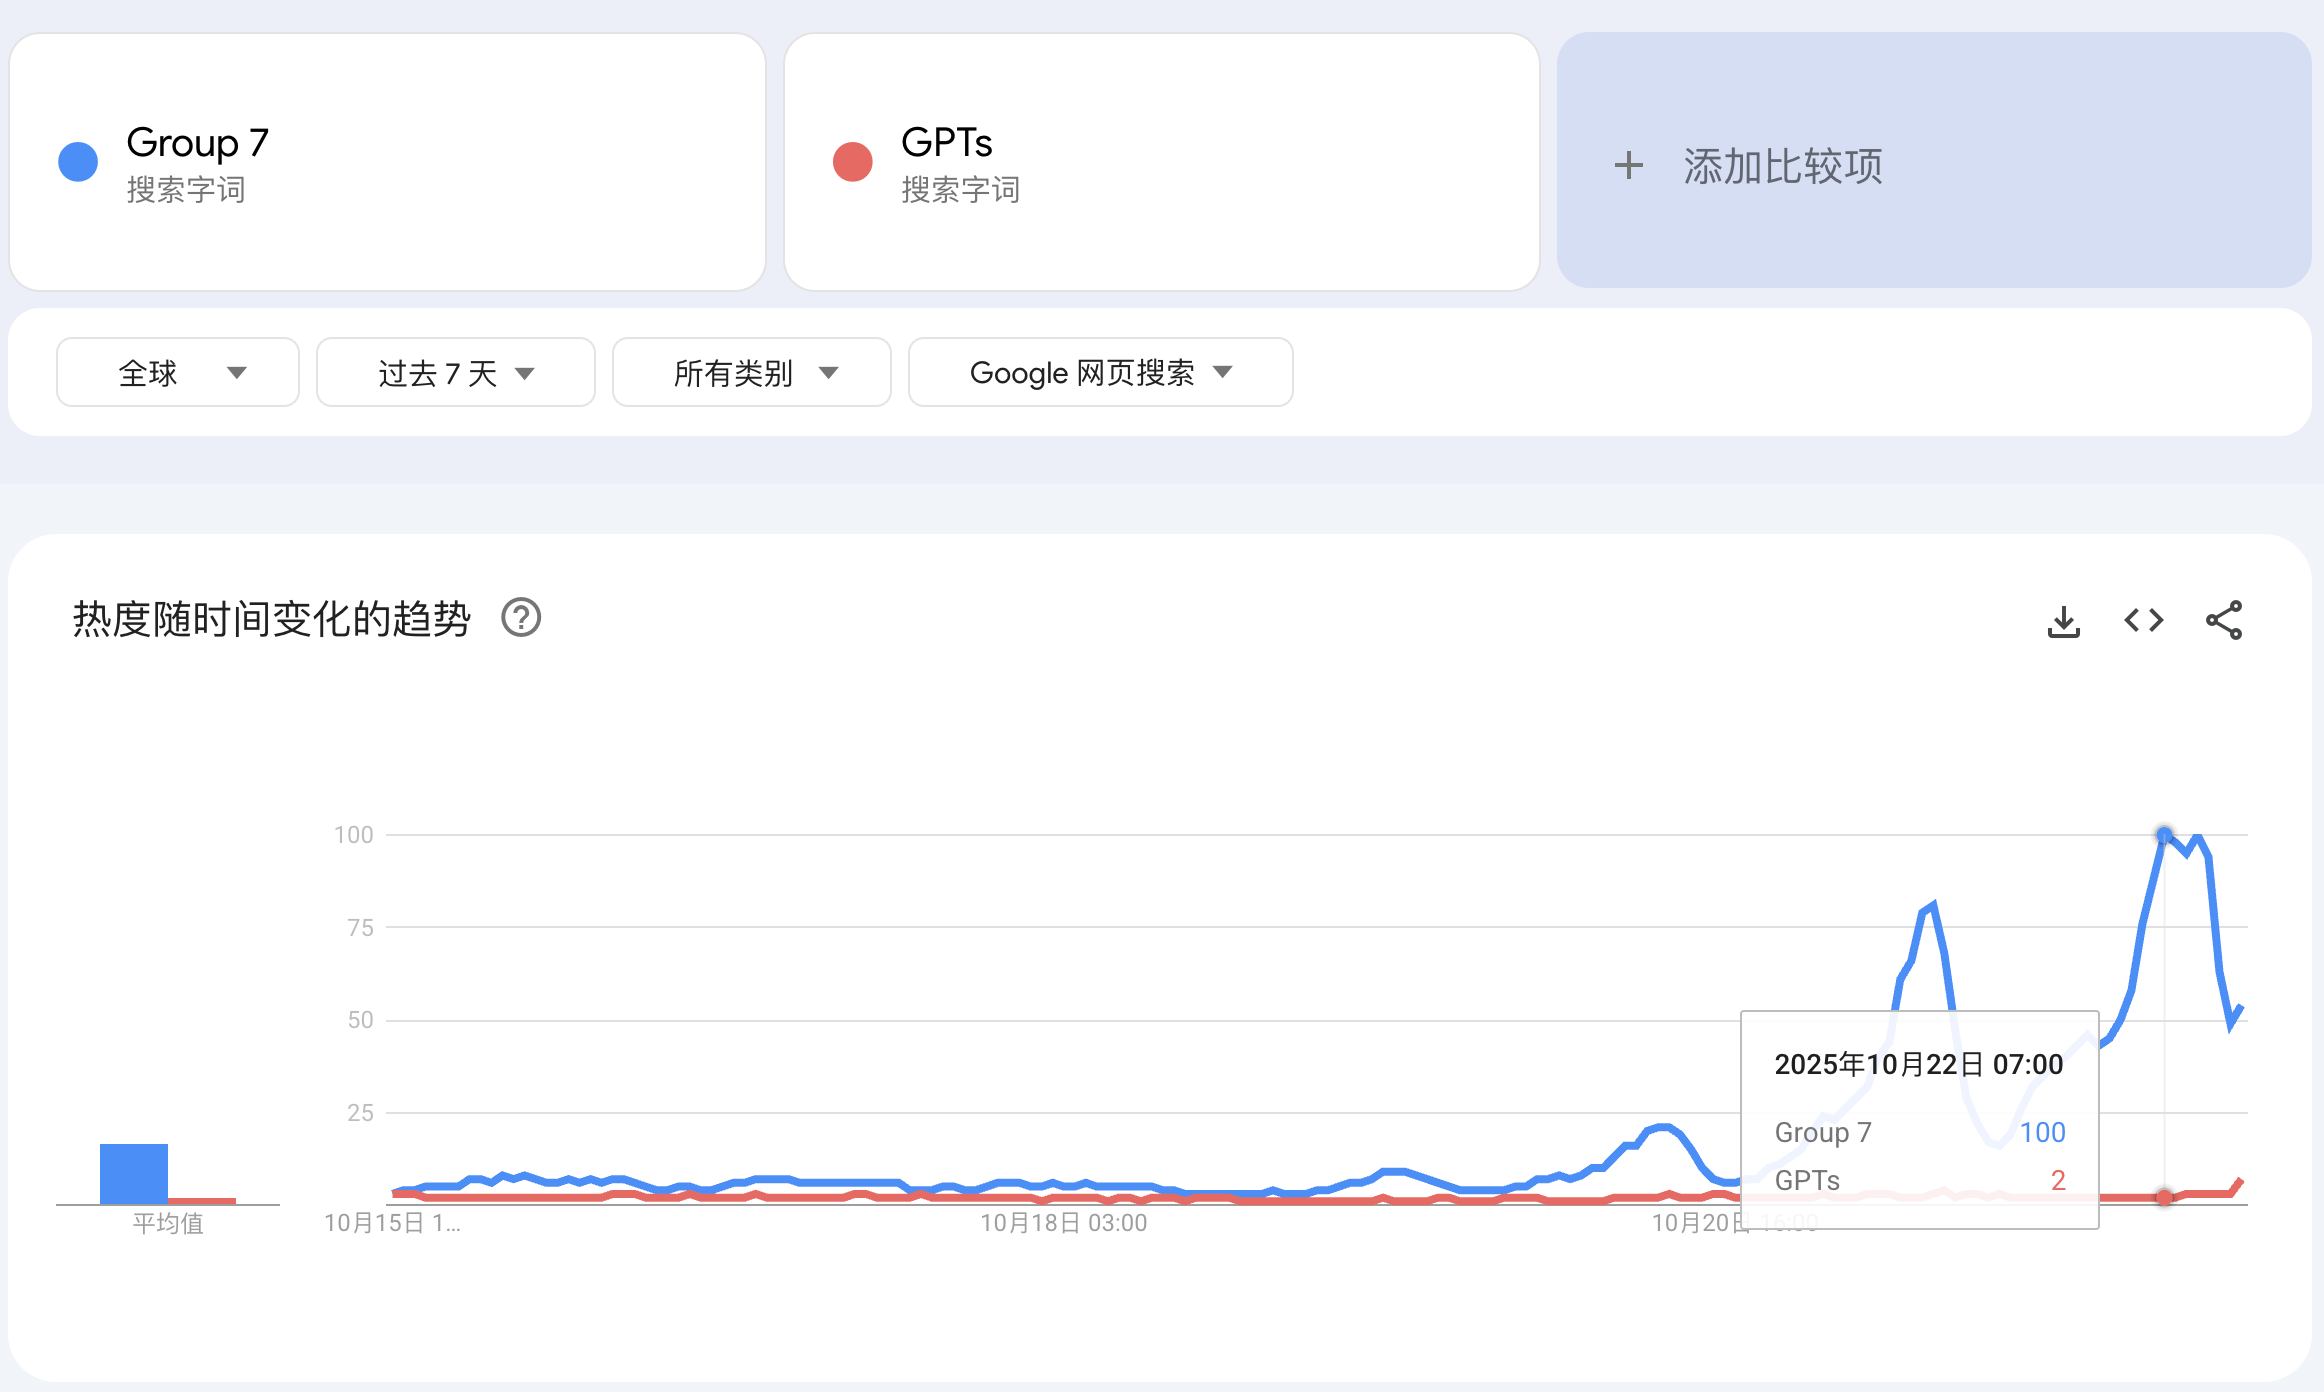 Group 7
搜索字词
GPTs
搜索字词
+ 添加比较项
全球
过去 7 天
所有类别
Google 网页搜索
热度随时间变化的趋势
?
100
75
50
25
平均值
10月15日 1...
10月18日 03:00
10月20日 16:00
2025年10月22日 07:00
Group 7 100
GPTs 2